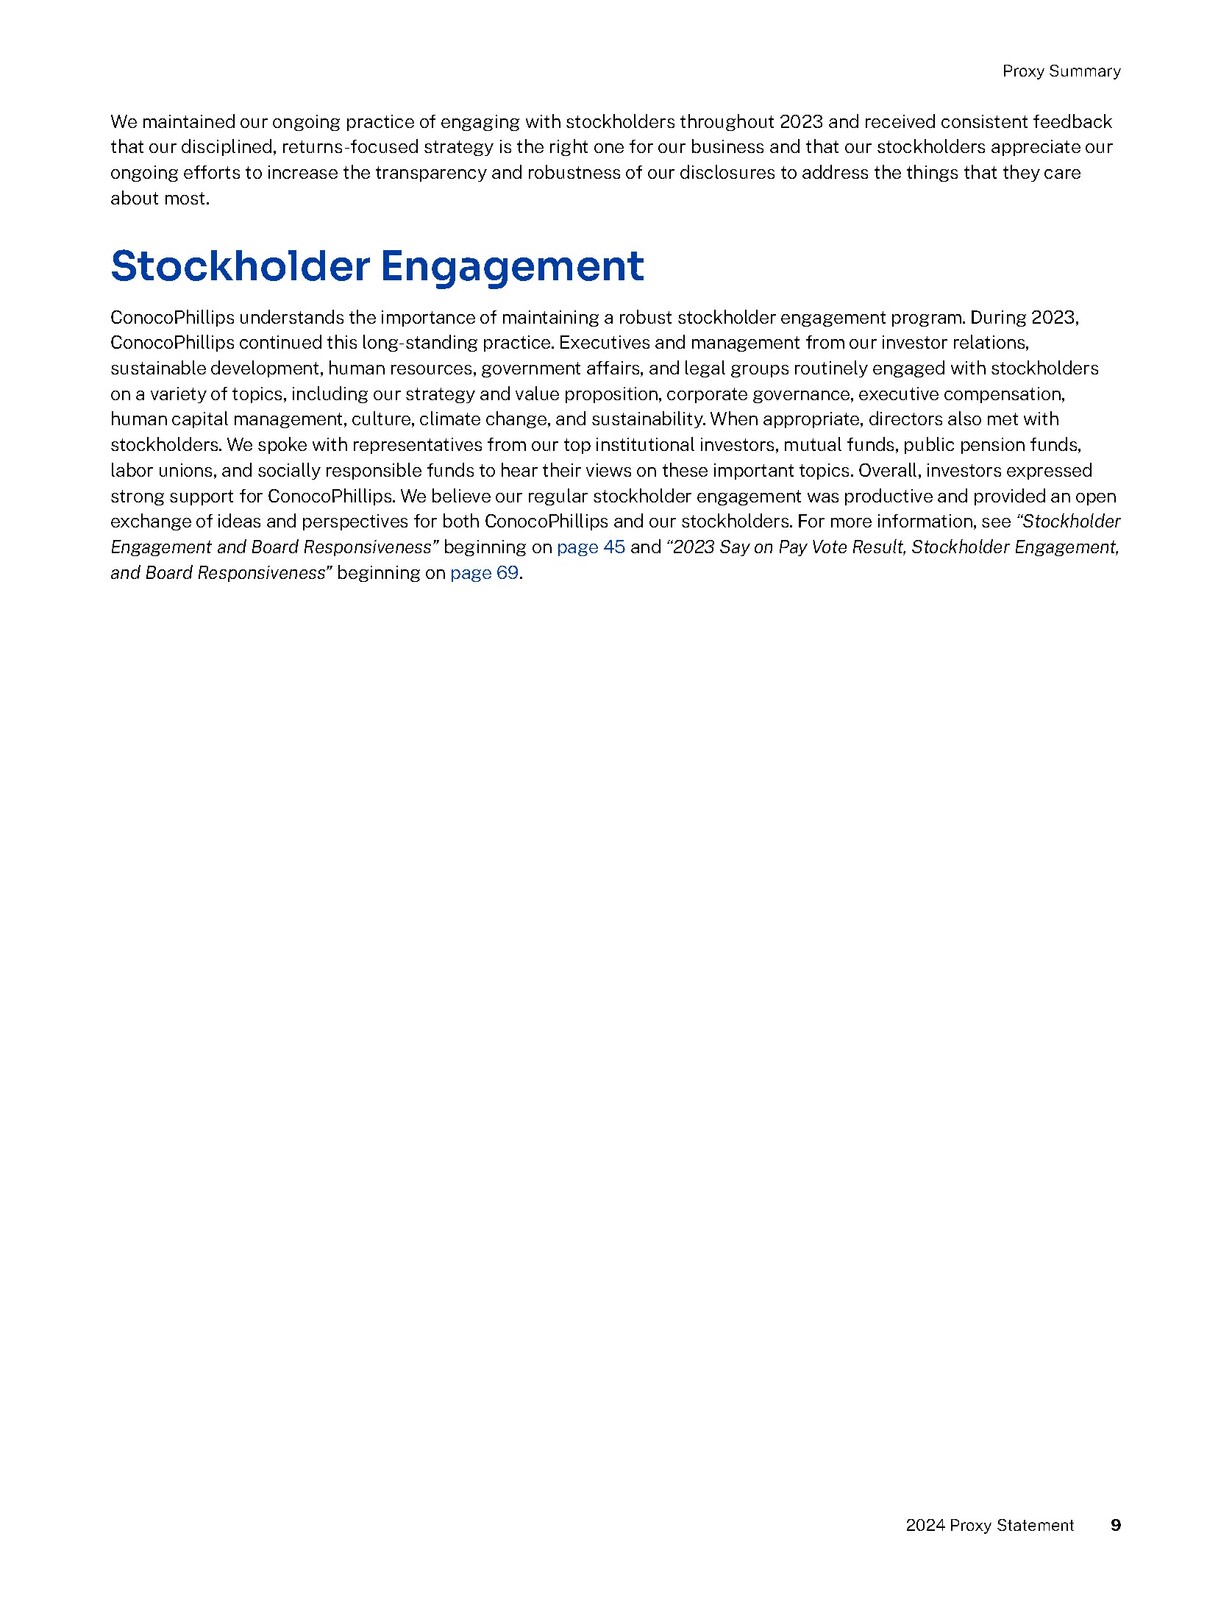 Proxy Summary
We maintained our ongoing practice of engaging with stockholders throughout 2023 and received consistent feedback
that our disciplined, returns-focused strategy is the right one for our business and that our stockholders appreciate our
ongoing efforts to increase the transparency and robustness of our disclosures to address the things that they care
about most.
Stockholder Engagement
ConocoPhillips understands the importance of maintaining a robust stockholder engagement program. During 2023,
ConocoPhillips continued this long-standing practice. Executives and management from our investor relations,
sustainable development, human resources, government affairs, and legal groups routinely engaged with stockholders
on a variety of topics, including our strategy and value proposition, corporate governance, executive compensation,
human capital management, culture, climate change, and sustainability. When appropriate, directors also met with
stockholders. We spoke with representatives from our top institutional investors, mutual funds, public pension funds,
labor unions, and socially responsible funds to hear their views on these important topics. Overall, investors expressed
strong support for ConocoPhillips. We believe our regular stockholder engagement was productive and provided an open
exchange of ideas and perspectives for both ConocoPhillips and our stockholders. For more information, see “Stockholder
Engagement and Board Responsiveness” beginning on page 45 and “2023 Say on Pay Vote Result, Stockholder Engagement,
and Board Responsiveness” beginning on page 69.
2024 Proxy Statement 9